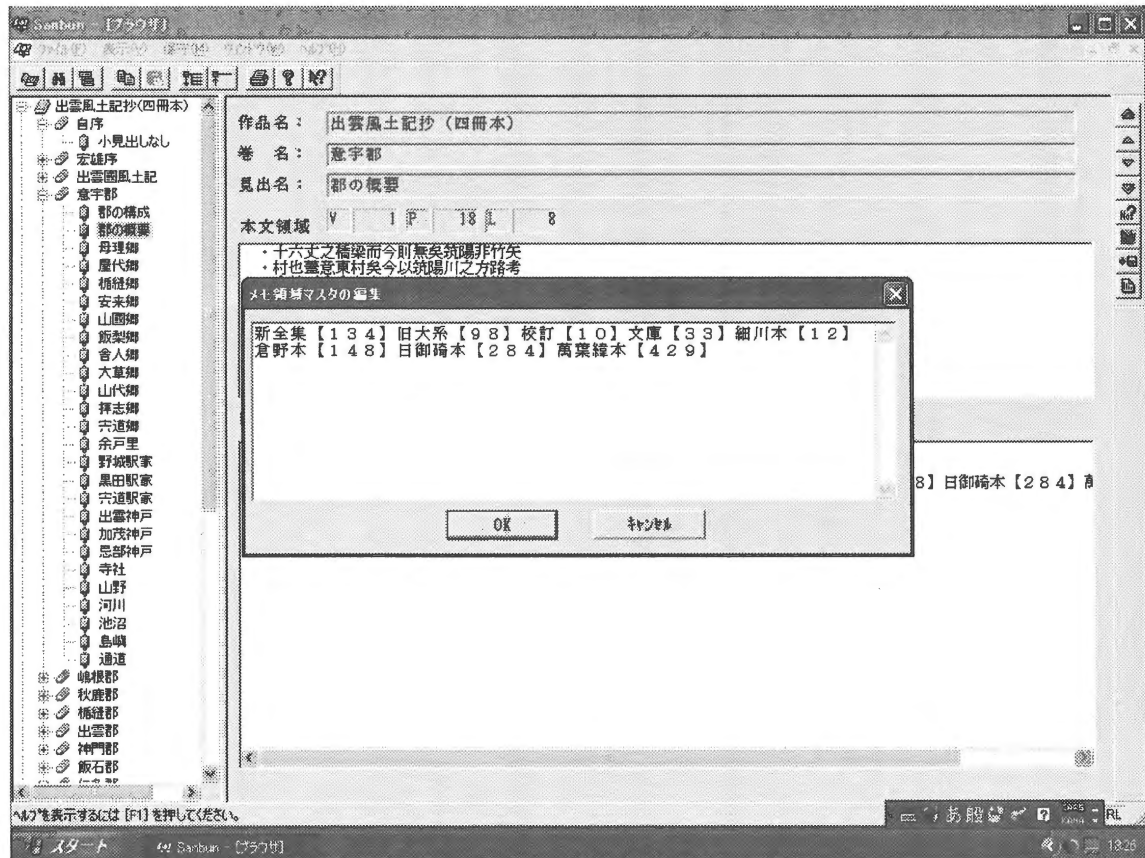 Sanbun - [ブラウザ]
ファイル(F) 表示(V) ウィンドウ(W) ヘルプ(H)
出雲風土記抄(四冊本)
自序
小見出しなし
宏雄序
出雲國風土記
意宇郡
郡の構成
郡の概要
母理郷
屋代郷
楯縫郷
安来郷
山國郷
飯梨郷
舎人郷
大草郷
山代郷
拝志郷
宍道郷
余戸里
野城駅家
黒田駅家
宍道駅家
出雲神戸
加茂神戸
忌部神戸
寺社
山野
河川
池沼
島嶼
通道
嶋根郡
秋鹿郡
楯縫郡
出雲郡
神門郡
飯石郡
作品名： 出雲風土記抄（四冊本）
巻 名： 意宇郡
見出名： 郡の概要
本文領域 V 1 P 18 L 8
・十六丈之橋梁而今則無矣筑陽非竹矢
・村也蓋意東村矣今以筑陽川之方路考
メモ領域マスタの編集
新全集【１３４】旧大系【９８】校訂【１０】文庫【３３】細川本【１２】
倉野本【１４８】日御碕本【２８４】萬葉緯本【４２９】
OK キャンセル
8】日御碕本【２８４】萬
ヘルプを表示するには [F1] を押してください。
あ 般 CAPS KANA RL
スタート Sanbun - [ブラウザ] 18:26